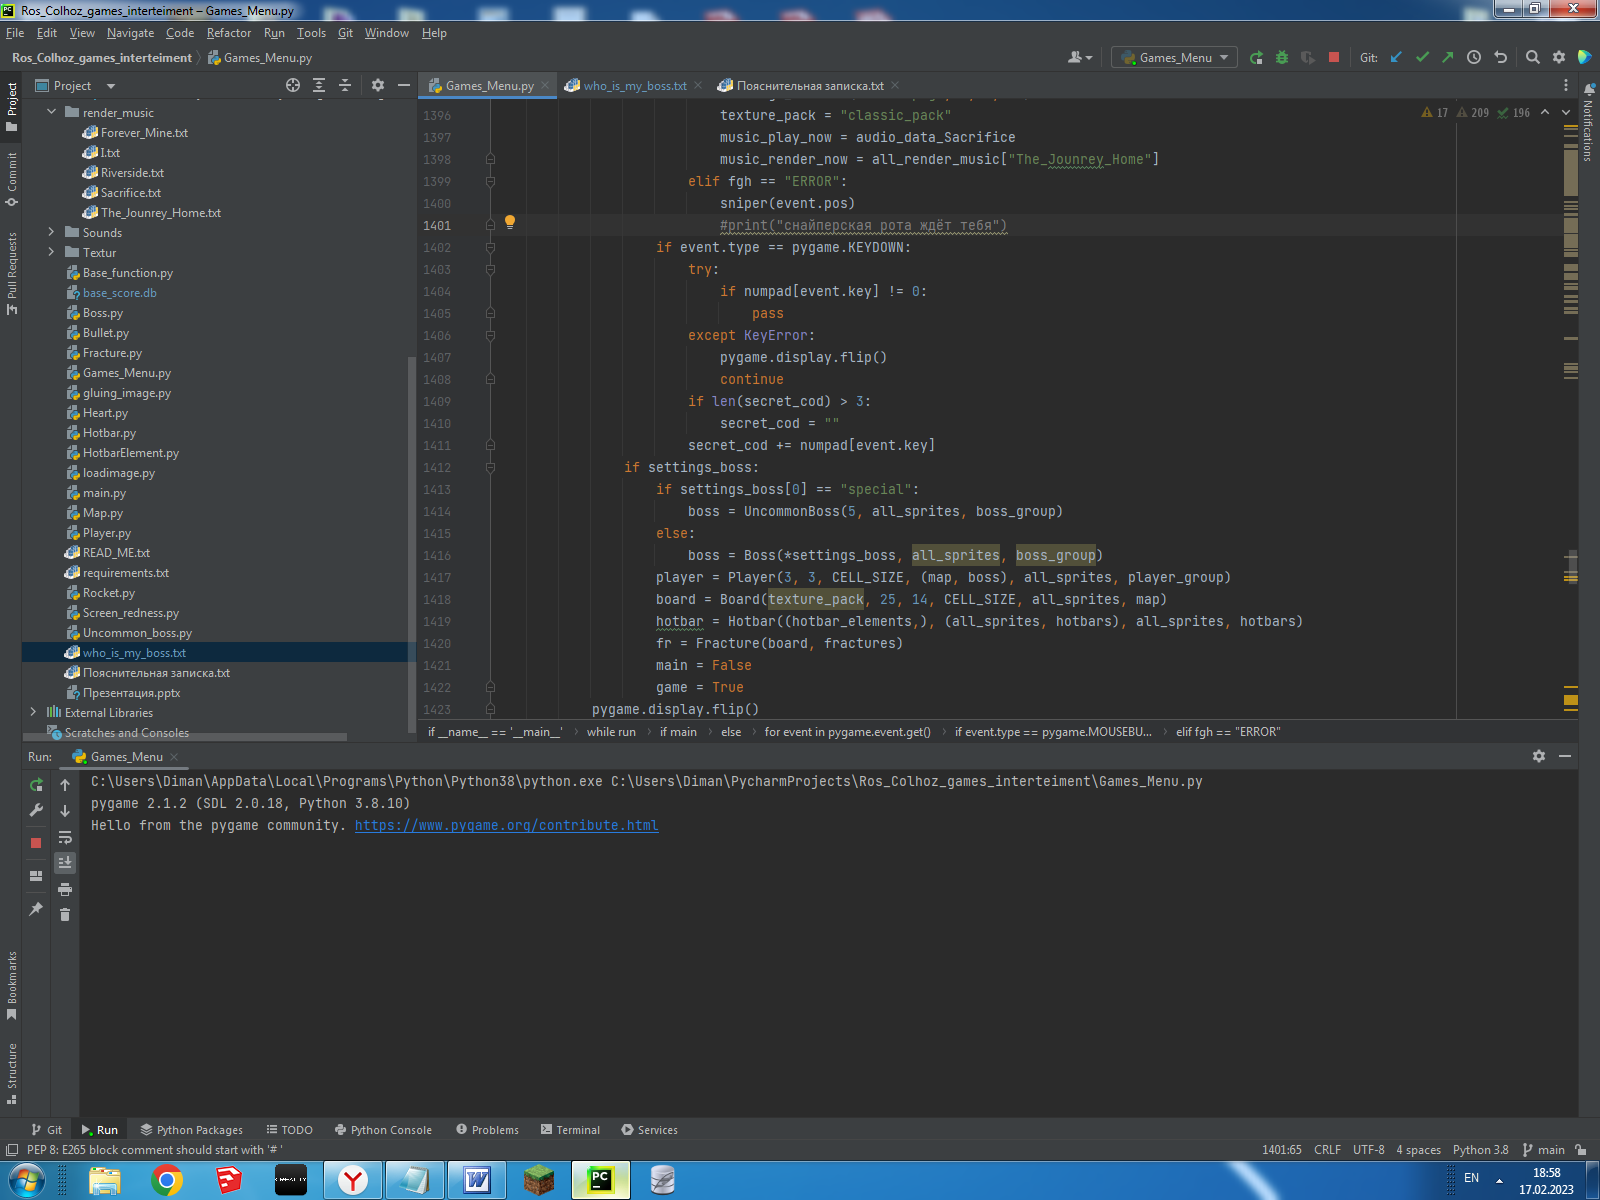 Ros_Colhoz_games_interteiment – Games_Menu.py
File Edit View Navigate Code Refactor Run Tools Git Window Help
Ros_Colhoz_games_interteiment Games_Menu.py
Games_Menu
Git:
Project
Games_Menu.py
who_is_my_boss.txt
Пояснительная записка.txt
Project
Commit
Pull Requests
Bookmarks
Structure
Notifications
render_music
Forever_Mine.txt
I.txt
Riverside.txt
Sacrifice.txt
The_Jounrey_Home.txt
Sounds
Textur
Base_function.py
base_score.db
Boss.py
Bullet.py
Fracture.py
Games_Menu.py
gluing_image.py
Heart.py
Hotbar.py
HotbarElement.py
loadimage.py
main.py
Map.py
Player.py
READ_ME.txt
requirements.txt
Rocket.py
Screen_redness.py
Uncommon_boss.py
who_is_my_boss.txt
Пояснительная записка.txt
Презентация.pptx
External Libraries
Scratches and Consoles
17 209 196
1396 texture_pack = "classic_pack"
1397 music_play_now = audio_data_Sacrifice
1398 music_render_now = all_render_music["The_Jounrey_Home"]
1399 elif fgh == "ERROR":
1400 sniper(event.pos)
1401 #print("снайперская рота ждёт тебя")
1402 if event.type == pygame.KEYDOWN:
1403 try:
1404 if numpad[event.key] != 0:
1405 pass
1406 except KeyError:
1407 pygame.display.flip()
1408 continue
1409 if len(secret_cod) > 3:
1410 secret_cod = ""
1411 secret_cod += numpad[event.key]
1412 if settings_boss:
1413 if settings_boss[0] == "special":
1414 boss = UncommonBoss(5, all_sprites, boss_group)
1415 else:
1416 boss = Boss(*settings_boss, all_sprites, boss_group)
1417 player = Player(3, 3, CELL_SIZE, (map, boss), all_sprites, player_group)
1418 board = Board(texture_pack, 25, 14, CELL_SIZE, all_sprites, map)
1419 hotbar = Hotbar((hotbar_elements,), (all_sprites, hotbars), all_sprites, hotbars)
1420 fr = Fracture(board, fractures)
1421 main = False
1422 game = True
1423 pygame.display.flip()
if __name__ == '__main__' while run if main else for event in pygame.event.get() if event.type == pygame.MOUSEBU... elif fgh == "ERROR"
Run: Games_Menu
C:\Users\Diman\AppData\Local\Programs\Python\Python38\python.exe C:\Users\Diman\PycharmProjects\Ros_Colhoz_games_interteiment\Games_Menu.py
pygame 2.1.2 (SDL 2.0.18, Python 3.8.10)
Hello from the pygame community. https://www.pygame.org/contribute.html
Git Run Python Packages TODO Python Console Problems Terminal Services
PEP 8: E265 block comment should start with '# '
1401:65 CRLF UTF-8 4 spaces Python 3.8 main
EN
18:58
17.02.2023